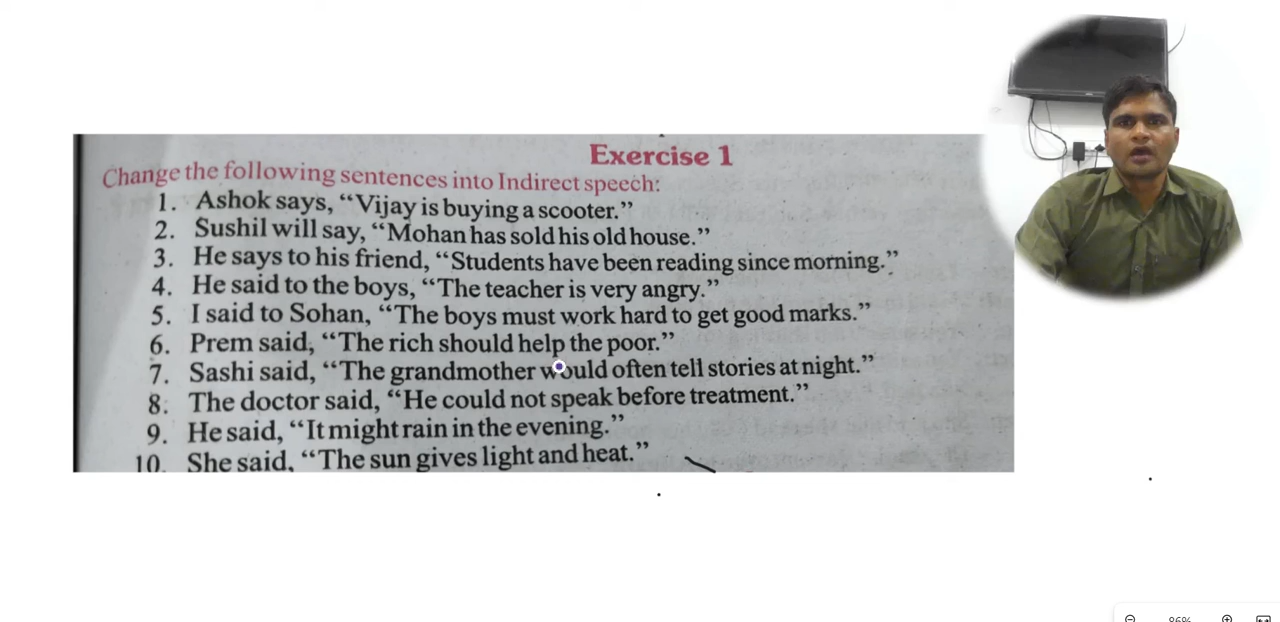 Exercise 1
Change the following sentences into Indirect speech:
1. Ashok says, “Vijay is buying a scooter.”
2. Sushil will say, “Mohan has sold his old house.”
3. He says to his friend, “Students have been reading since morning.”
4. He said to the boys, “The teacher is very angry.”
5. I said to Sohan, “The boys must work hard to get good marks.”
6. Prem said, “The rich should help the poor.”
7. Sashi said, “The grandmother would often tell stories at night.”
8. The doctor said, “He could not speak before treatment.”
9. He said, “It might rain in the evening.”
10. She said, “The sun gives light and heat.”
86%